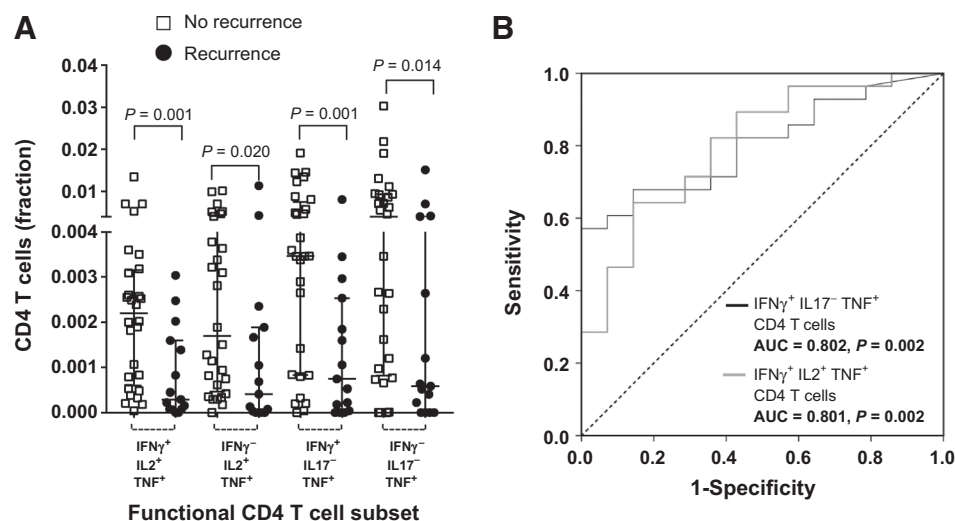 A
No recurrence
Recurrence
P = 0.001
P = 0.020
P = 0.001
P = 0.014
CD4 T cells (fraction)
0.04
0.03
0.02
0.01
0.004
0.003
0.002
0.001
0.000
IFNγ⁺
IL2⁺
TNF⁺
IFNγ⁻
IL2⁺
TNF⁺
IFNγ⁺
IL17⁻
TNF⁺
IFNγ⁻
IL17⁻
TNF⁺
Functional CD4 T cell subset
B
Sensitivity
1.0
0.8
0.6
0.4
0.2
0.0
IFNγ⁺ IL17⁻ TNF⁺
CD4 T cells
AUC = 0.802, P = 0.002
IFNγ⁺ IL2⁺ TNF⁺
CD4 T cells
AUC = 0.801, P = 0.002
0.0 0.2 0.4 0.6 0.8 1.0
1-Specificity